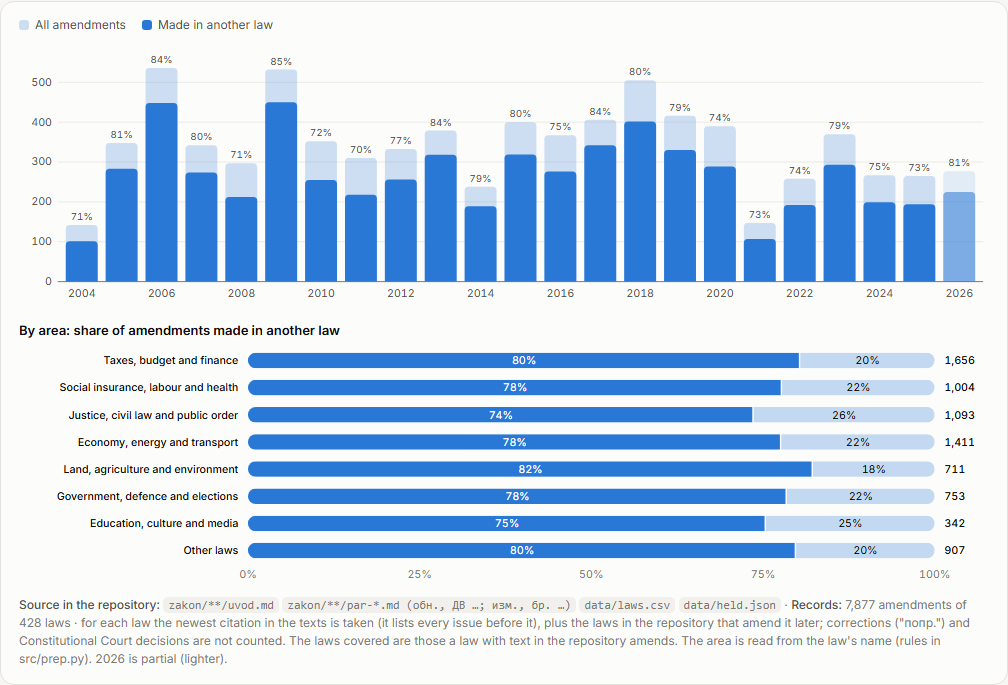 All amendments Made in another law
84% 85%
500 80%
81% 80% 84% 80% 84% 79%
400 72% 77% 75% 74% 79%
71% 70% 79% 74% 75% 73% 81%
300
200 71% 73%
100
0
2004 2006 2008 2010 2012 2014 2016 2018 2020 2022 2024 2026
By area: share of amendments made in another law
Taxes, budget and finance 80% 20% 1,656
Social insurance, labour and health 78% 22% 1,004
Justice, civil law and public order 74% 26% 1,093
Economy, energy and transport 78% 22% 1,411
Land, agriculture and environment 82% 18% 711
Government, defence and elections 78% 22% 753
Education, culture and media 75% 25% 342
Other laws 80% 20% 907
0% 25% 50% 75% 100%
Source in the repository: zakon/**/uvod.md zakon/**/par-*.md (обн., ДВ …; изм., бр. …) data/laws.csv data/held.json · Records: 7,877 amendments of
428 laws · for each law the newest citation in the texts is taken (it lists every issue before it), plus the laws in the repository that amend it later; corrections ("попр.") and
Constitutional Court decisions are not counted. The laws covered are those a law with text in the repository amends. The area is read from the law's name (rules in
src/prep.py). 2026 is partial (lighter).